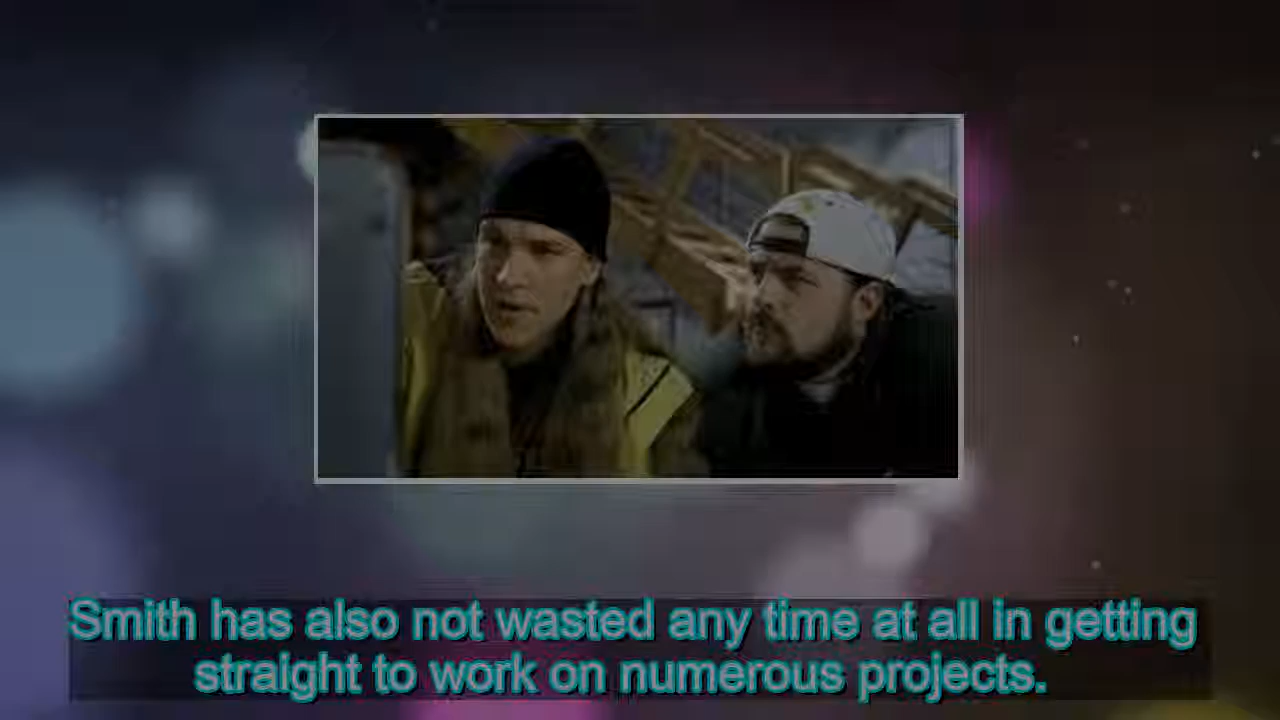 Smith has also not wasted any time at all in getting
straight to work on numerous projects.